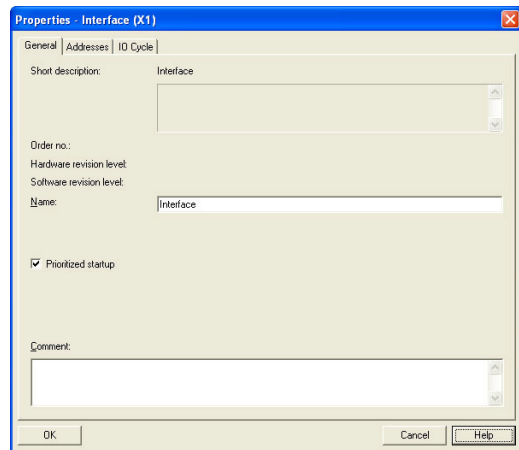 Properties - Interface (X1)
General Addresses IO Cycle
Short description: Interface
Order no.:
Hardware revision level:
Software revision level:
Name: Interface
Prioritized startup
Comment:
OK Cancel Help